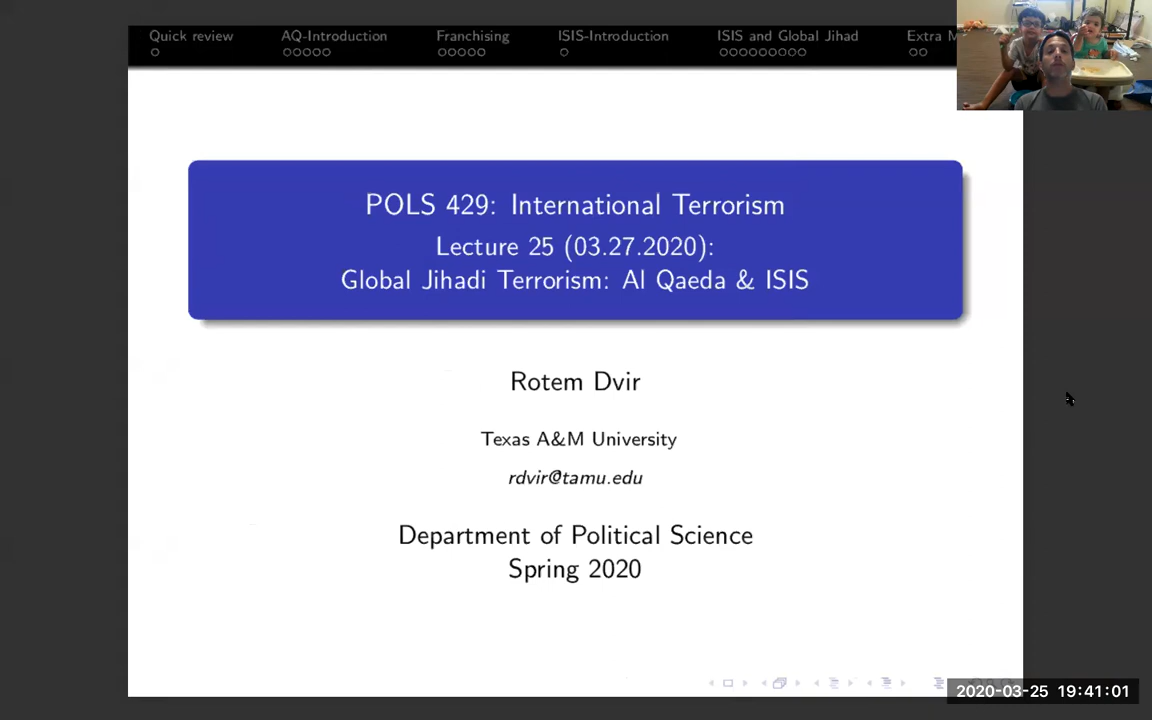 Quick review AQ-Introduction Franchising ISIS-Introduction ISIS and Global Jihad Extra M
POLS 429: International Terrorism
Lecture 25 (03.27.2020):
Global Jihadi Terrorism: Al Qaeda & ISIS
Rotem Dvir
Texas A&M University
rdvir@tamu.edu
Department of Political Science
Spring 2020
2020-03-25 19:41:01